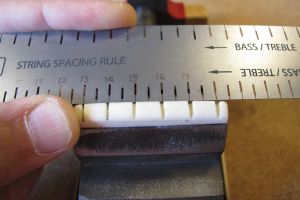 STRING SPACING RULE
BASS / TREBLE
BASS/TREBLE
12 13 14 15 16 17